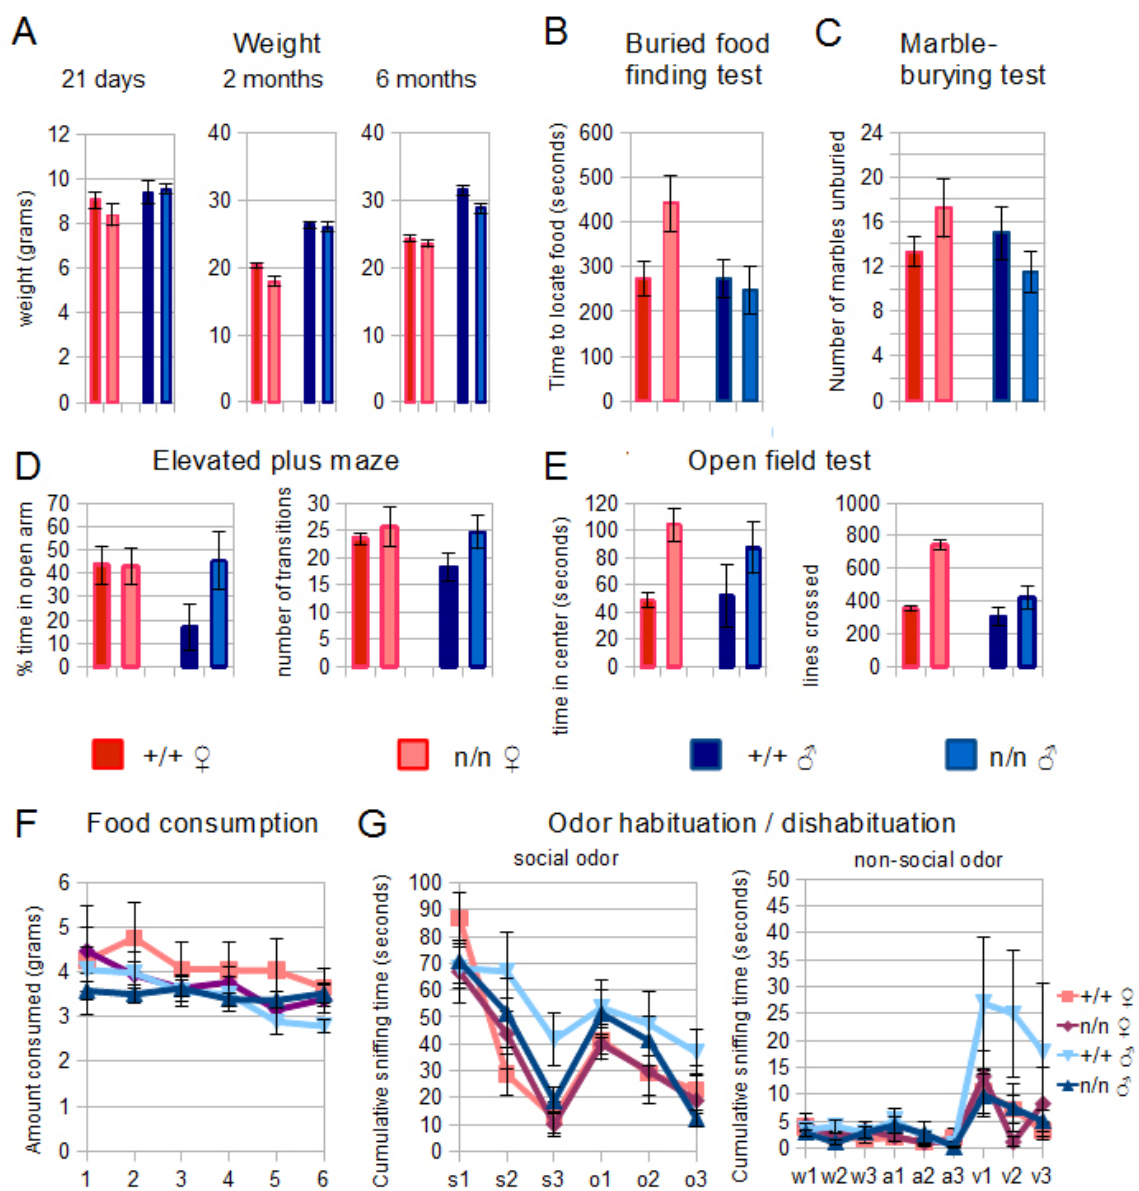 A
Weight
21 days
2 months
6 months
weight (grams)
12
10
8
6
4
2
0
40
30
20
10
0
40
30
20
10
0
B
Buried food
finding test
Time to locate food (seconds)
600
500
400
300
200
100
0
C
Marble-
burying test
Number of marbles unburied
24
20
16
12
8
4
0
D
Elevated plus maze
% time in open arm
70
60
50
40
30
20
10
0
number of transitions
30
25
20
15
10
5
0
E
Open field test
time in center (seconds)
120
100
80
60
40
20
0
lines crossed
1000
800
600
400
200
0
+/+ ♀
n/n ♀
+/+ ♂
n/n ♂
F
Food consumption
Amount consumed (grams)
6
5
4
3
2
1
0
1 2 3 4 5 6
G
Odor habituation / dishabituation
social odor
Cumulative sniffing time (seconds)
100
90
80
70
60
50
40
30
20
10
0
s1 s2 s3 o1 o2 o3
non-social odor
Cumulative sniffing time (seconds)
50
45
40
35
30
25
20
15
10
5
0
w1 w2 w3 a1 a2 a3 v1 v2 v3
+/+ ♀
n/n ♀
+/+ ♂
n/n ♂